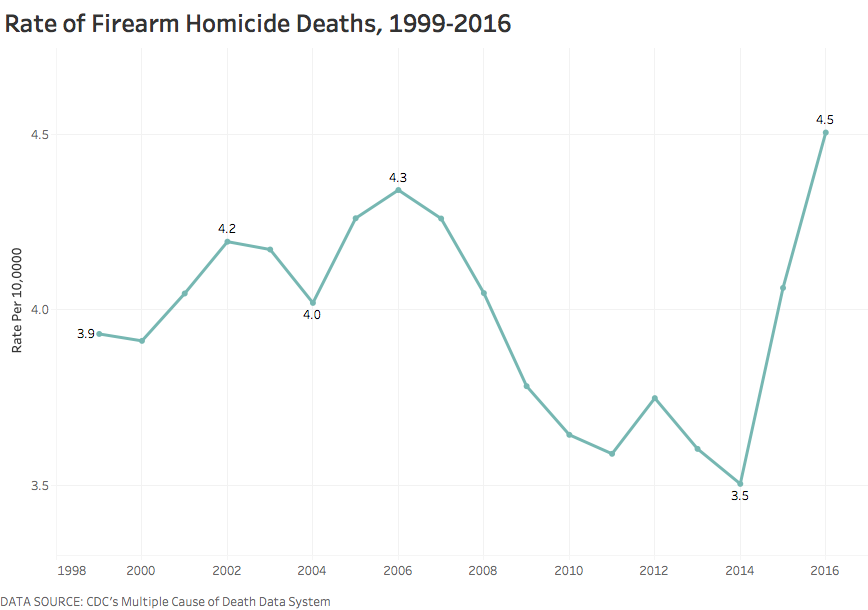 Rate of Firearm Homicide Deaths, 1999-2016
4.5
4.5
4.3
4.2
4.0
4.0
3.9
3.5
3.5
Rate Per 10,0000
1998 2000 2002 2004 2006 2008 2010 2012 2014 2016
DATA SOURCE: CDC's Multiple Cause of Death Data System